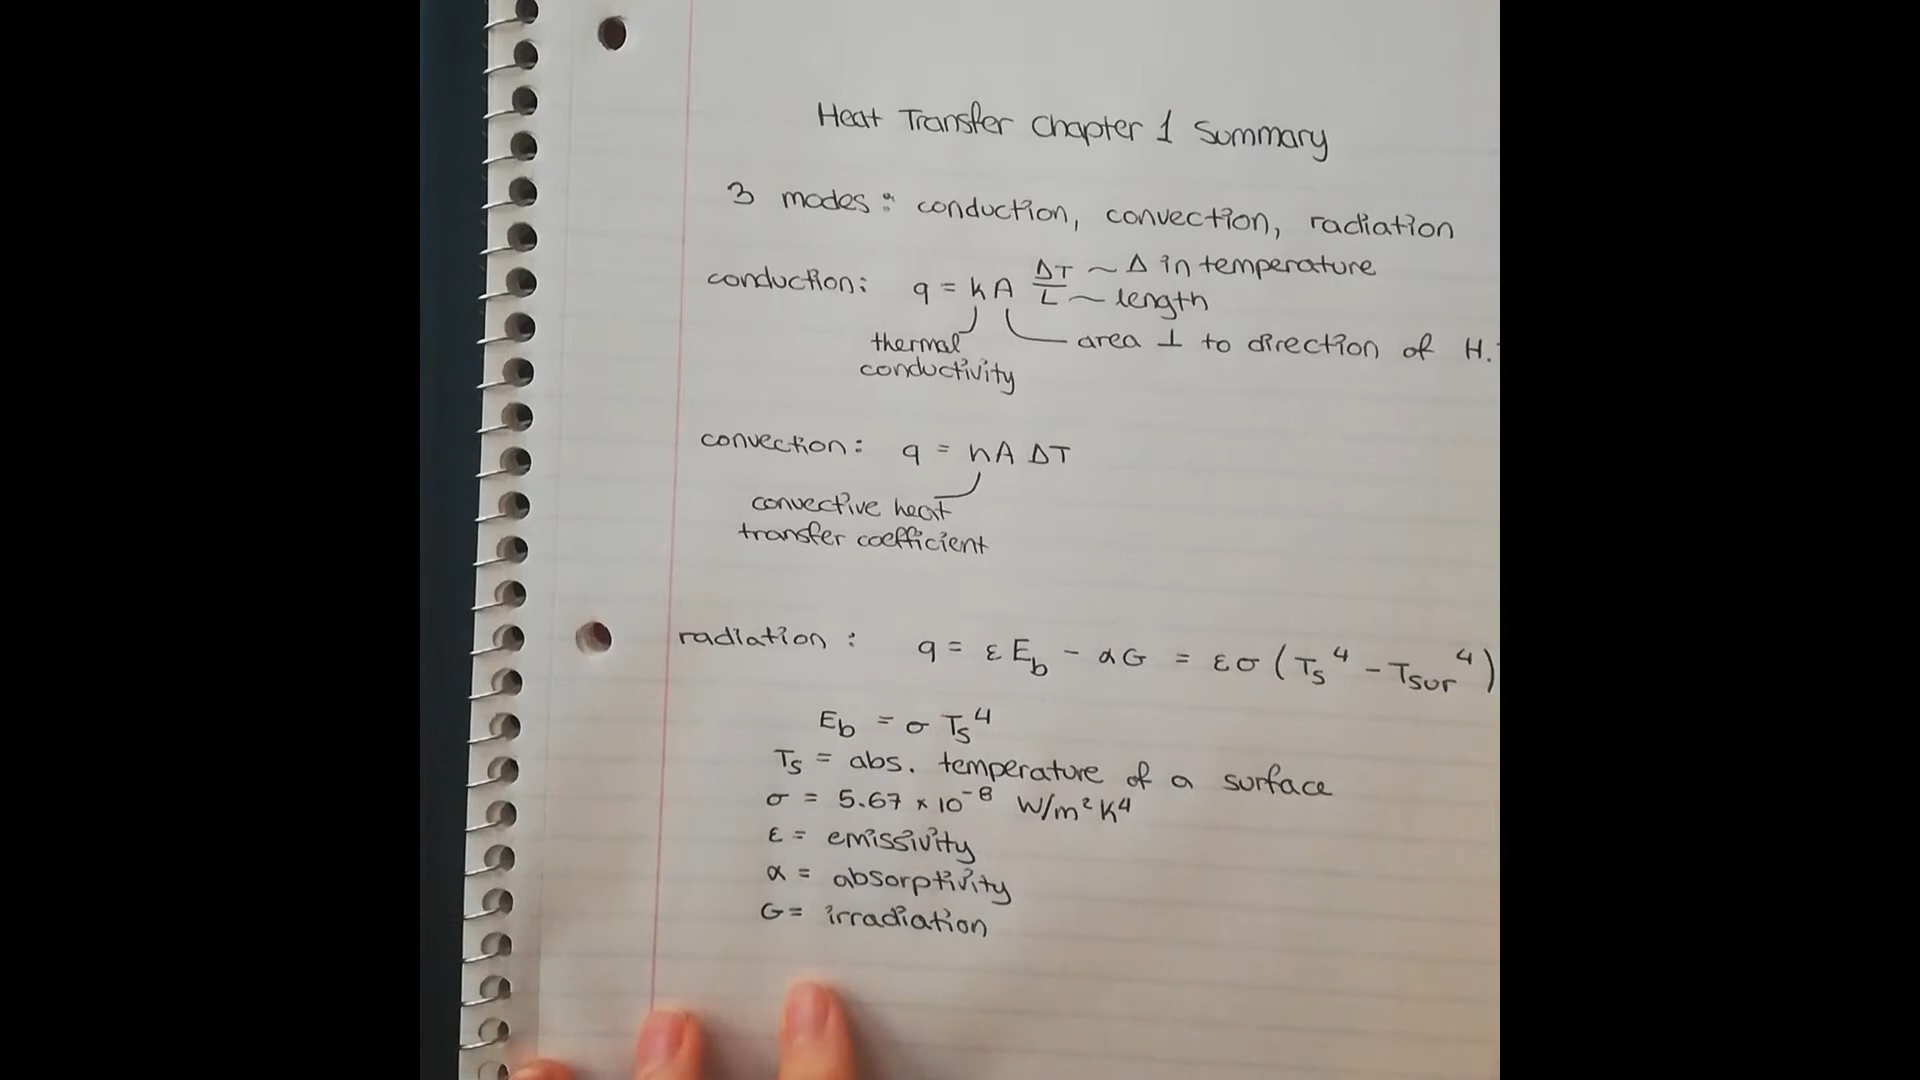 Heat Transfer Chapter 1 Summary
3 modes: conduction, convection, radiation
conduction: q = kA ΔT/L ~ Δ in temperature
~ length
thermal conductivity
area ⊥ to direction of H.
convection: q = hA ΔT
convective heat
transfer coefficient
radiation: q = εE_b - αG = εσ(T_s^4 - T_sur^4)
E_b = σ T_s^4
T_s = abs. temperature of a surface
σ = 5.67 × 10^-8 W/m²K⁴
ε = emissivity
α = absorptivity
G = irradiation